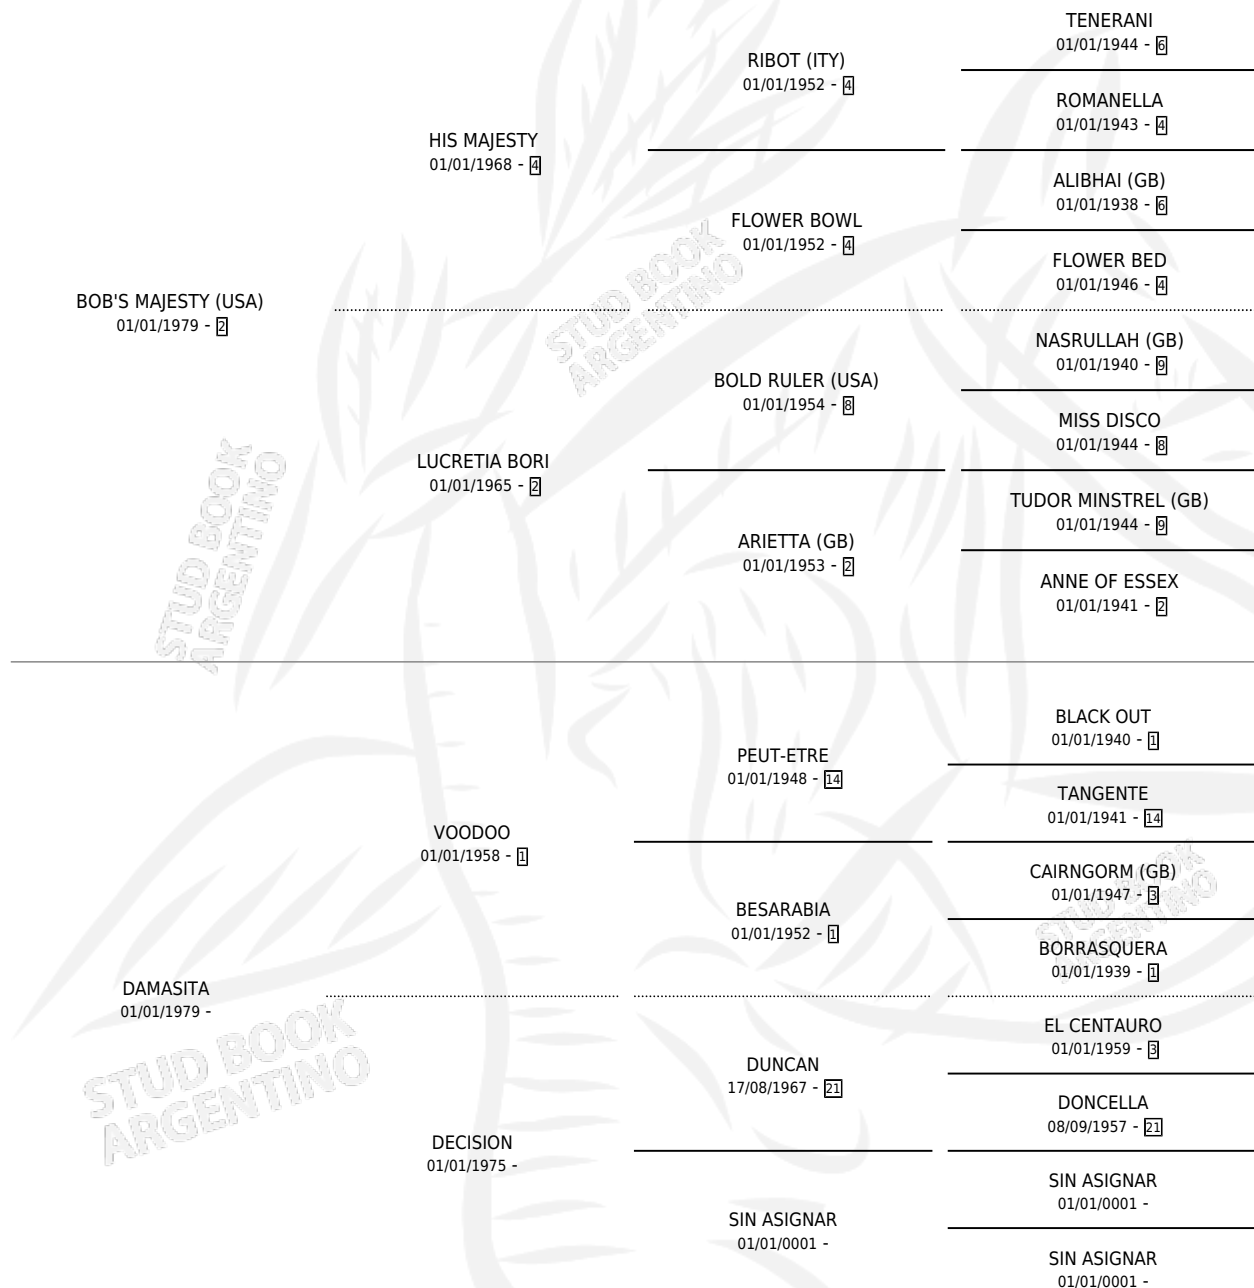 TENERANI
01/01/1944 - 6
RIBOT (ITY)
01/01/1952 - 4
ROMANELLA
01/01/1943 - 4
HIS MAJESTY
01/01/1968 - 4
ALIBHAI (GB)
01/01/1938 - 6
FLOWER BOWL
01/01/1952 - 4
FLOWER BED
01/01/1946 - 4
BOB'S MAJESTY (USA)
01/01/1979 - 2
NASRULLAH (GB)
01/01/1940 - 9
BOLD RULER (USA)
01/01/1954 - 8
MISS DISCO
01/01/1944 - 8
LUCRETIA BORI
01/01/1965 - 2
TUDOR MINSTREL (GB)
01/01/1944 - 9
ARIETTA (GB)
01/01/1953 - 2
ANNE OF ESSEX
01/01/1941 - 2
BLACK OUT
01/01/1940 - 1
PEUT-ETRE
01/01/1948 - 14
TANGENTE
01/01/1941 - 14
VOODOO
01/01/1958 - 1
CAIRNGORM (GB)
01/01/1947 - 3
BESARABIA
01/01/1952 - 1
BORRASQUERA
01/01/1939 - 1
DAMASITA
01/01/1979 -
EL CENTAURO
01/01/1959 - 3
DUNCAN
17/08/1967 - 21
DONCELLA
08/09/1957 - 21
DECISION
01/01/1975 -
SIN ASIGNAR
01/01/0001 -
SIN ASIGNAR
01/01/0001 -
SIN ASIGNAR
01/01/0001 -
STUD BOOK
ARGENTINO
STUD BOOK
ARGENTINO
STUD BOOK
ARGENTINO
STUD BOOK
ARGENTINO